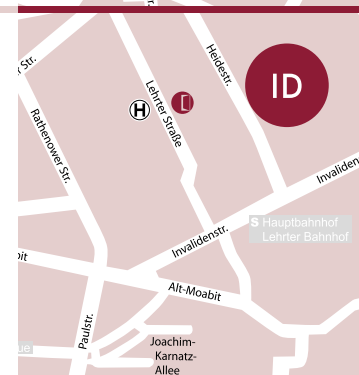 r.
r Str.
Heidestr.
ID
Lehrter Straße
H
Rathenower Str.
Invaliden
S Hauptbahnhof
Lehrter Bahnhof
Invalidenstr.
it
Alt-Moabit
Paulstr.
ue
Joachim-
Karnatz-
Allee